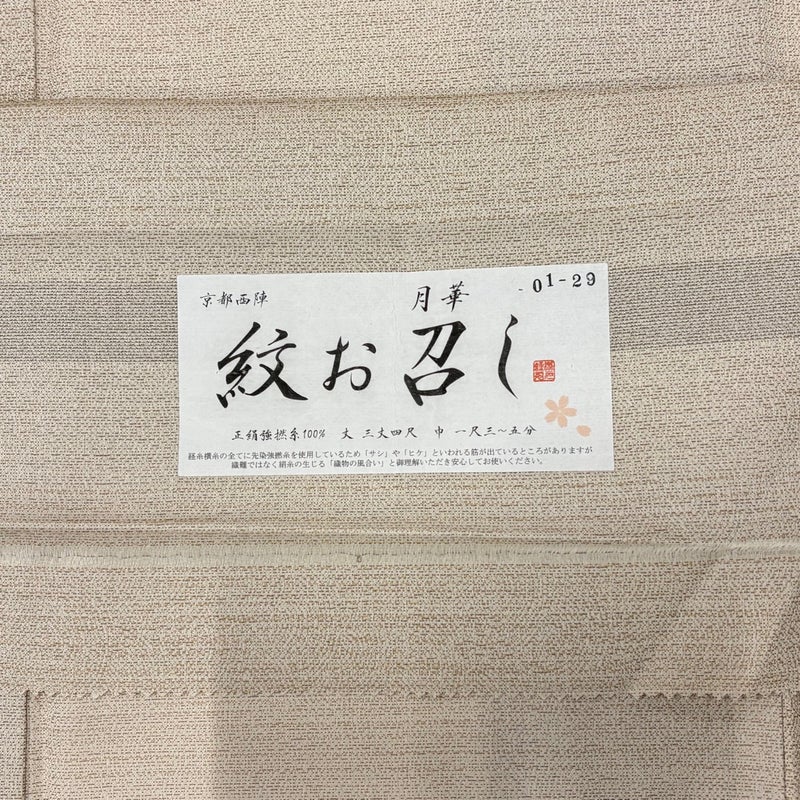 京都西陣 月華 -01-29
紋お召し
正絹強撚糸100% 丈 三丈四尺 巾 一尺三～五分
経糸横糸の全てに先染強撚糸を使用しているため「サシ」や「ヒケ」といわれる筋が出ているところがありますが
織難ではなく絹糸の生じる「織物の風合い」と御理解いただき安心してお使いください。